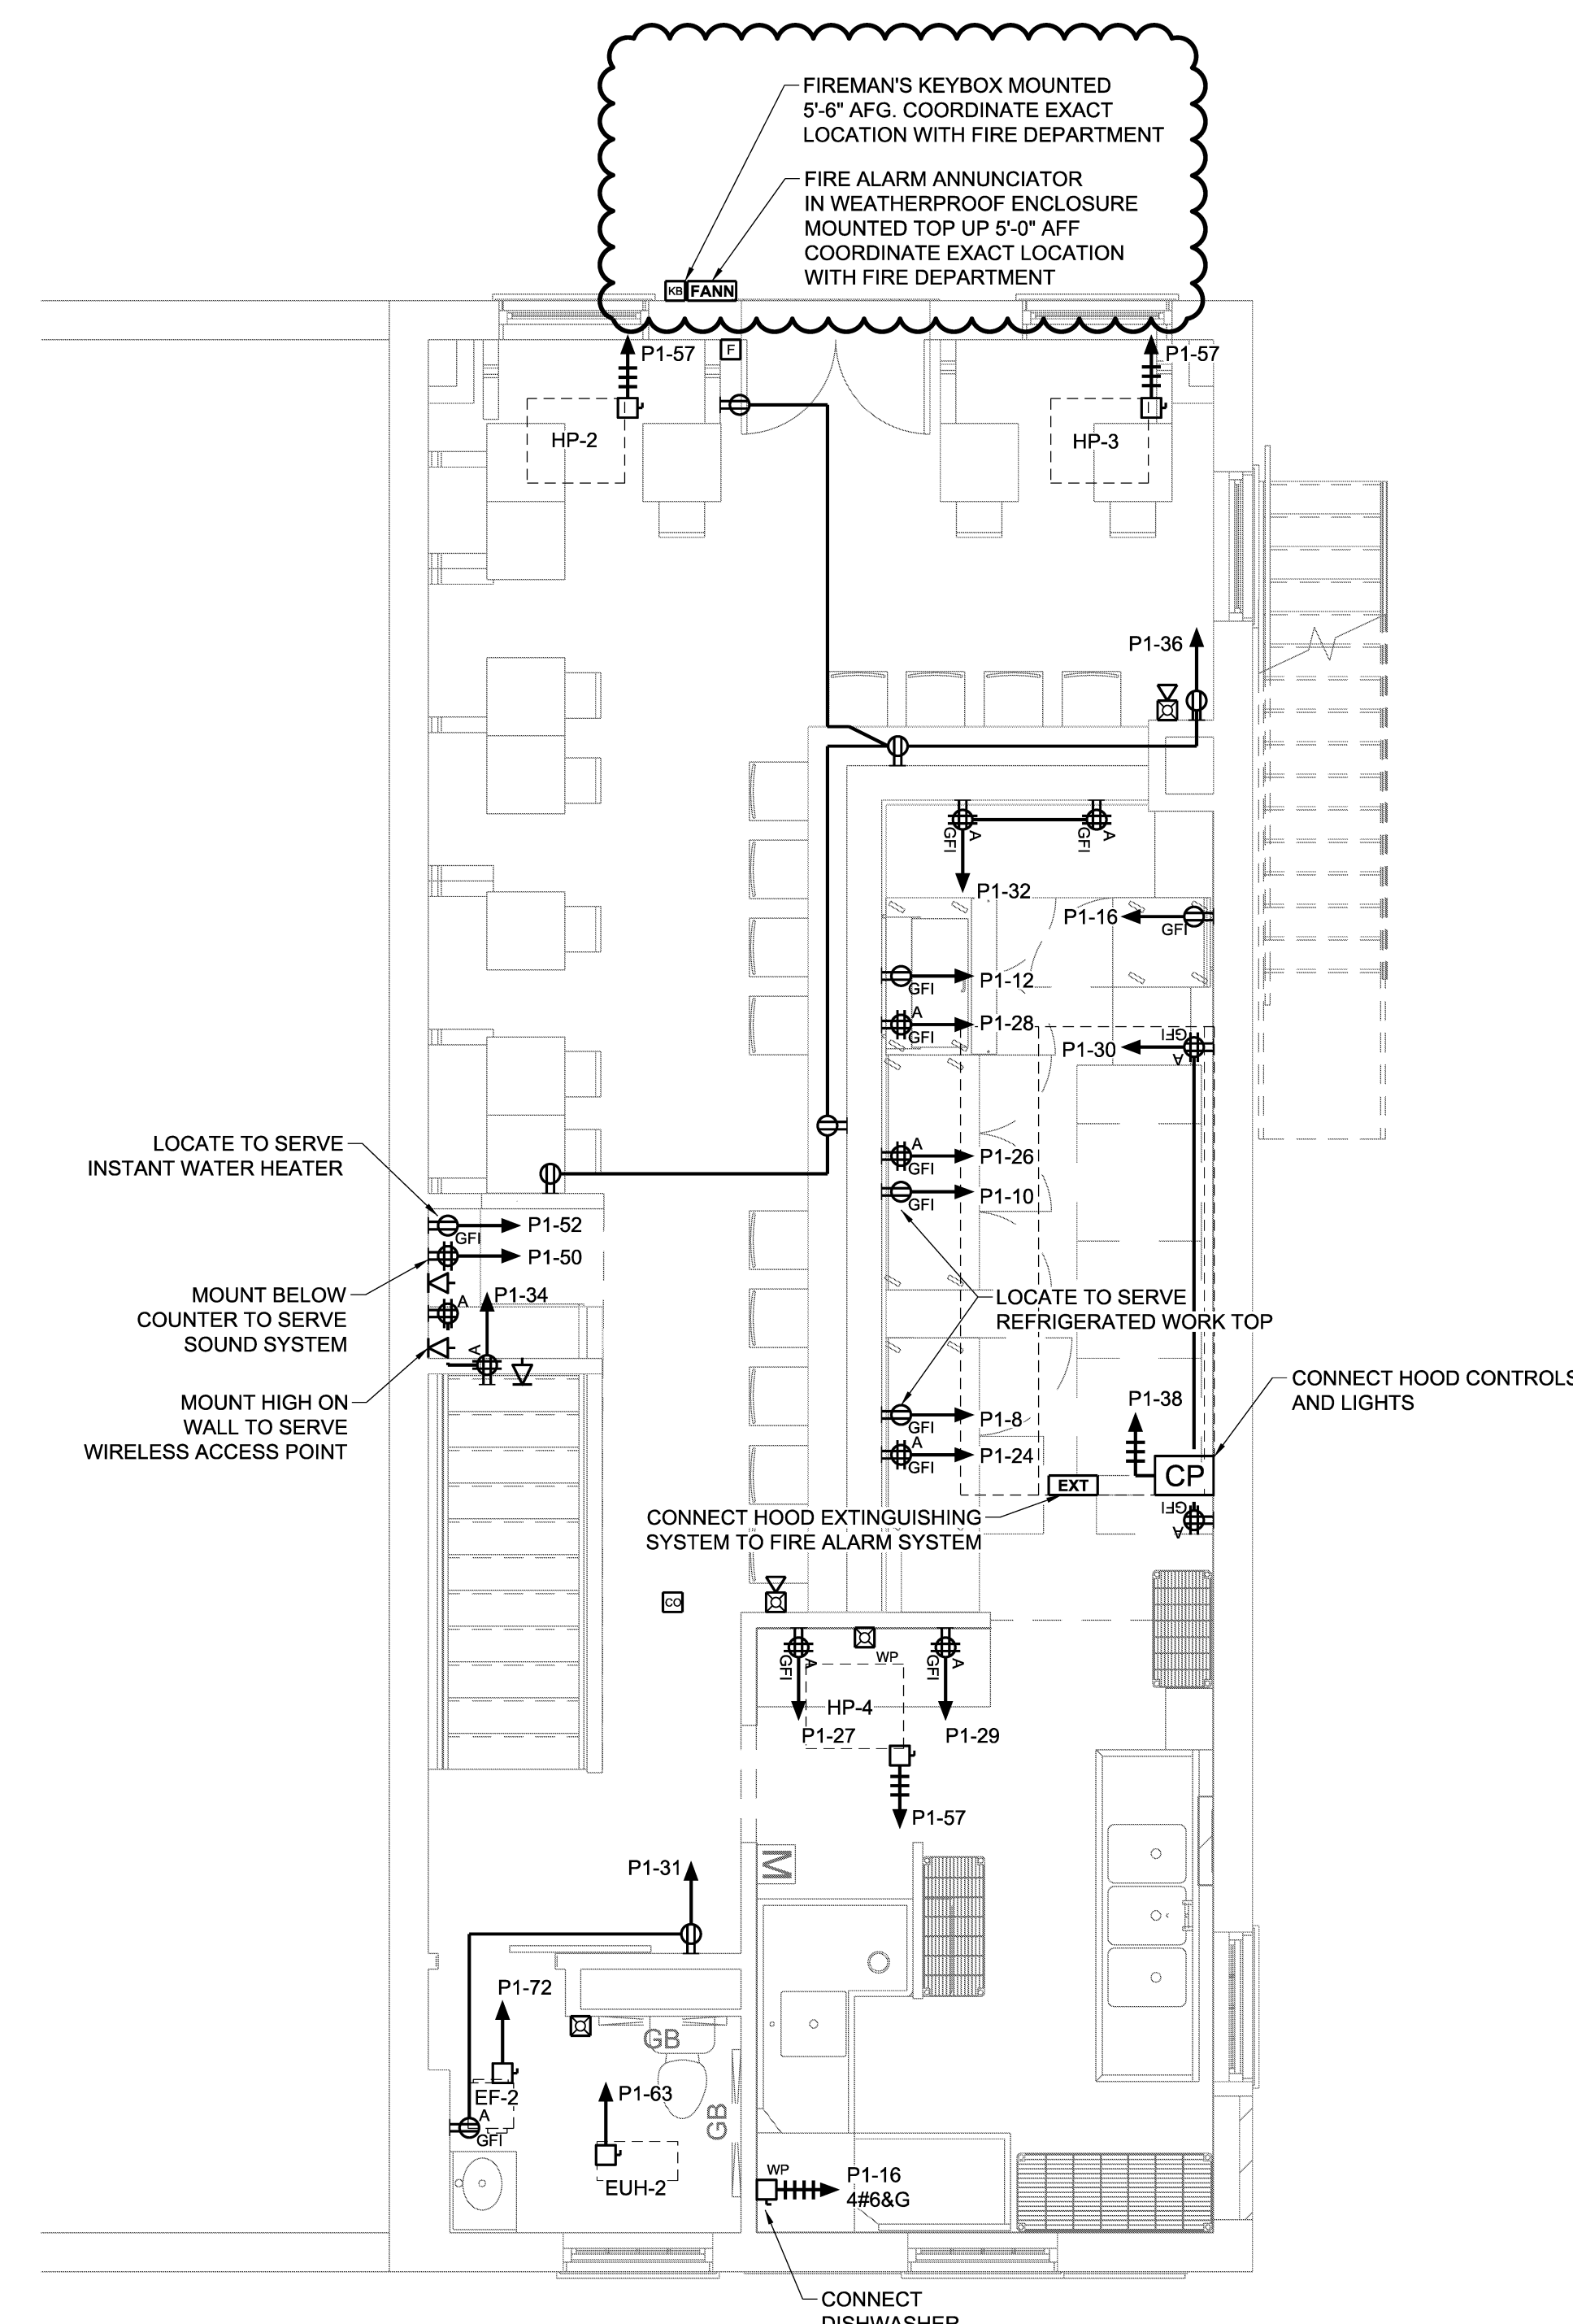 FIREMAN'S KEYBOX MOUNTED
5'-6" AFG. COORDINATE EXACT
LOCATION WITH FIRE DEPARTMENT
FIRE ALARM ANNUNCIATOR
IN WEATHERPROOF ENCLOSURE
MOUNTED TOP UP 5'-0" AFF
COORDINATE EXACT LOCATION
WITH FIRE DEPARTMENT
KB
FANN
P1-57
F
P1-57
HP-2
HP-3
P1-36
GFI
A
GFI
A
P1-32
P1-16
GFI
P1-12
GFI
A
P1-28
GFI
GFI
A
P1-30
A
P1-26
GFI
P1-10
GFI
LOCATE TO SERVE
INSTANT WATER HEATER
P1-52
GFI
P1-50
MOUNT BELOW
COUNTER TO SERVE
SOUND SYSTEM
P1-34
A
A
MOUNT HIGH ON
WALL TO SERVE
WIRELESS ACCESS POINT
LOCATE TO SERVE
REFRIGERATED WORK TOP
CONNECT HOOD CONTROLS
AND LIGHTS
P1-38
P1-8
GFI
A
P1-24
GFI
CP
EXT
CONNECT HOOD EXTINGUISHING
SYSTEM TO FIRE ALARM SYSTEM
GFI
A
CO
GFI
A
WP
GFI
A
HP-4
P1-27
P1-29
P1-57
M
P1-31
P1-72
GB
EF-2
A
GFI
P1-63
GB
EUH-2
WP
P1-16
4#6&G
CONNECT
DISHWASHER